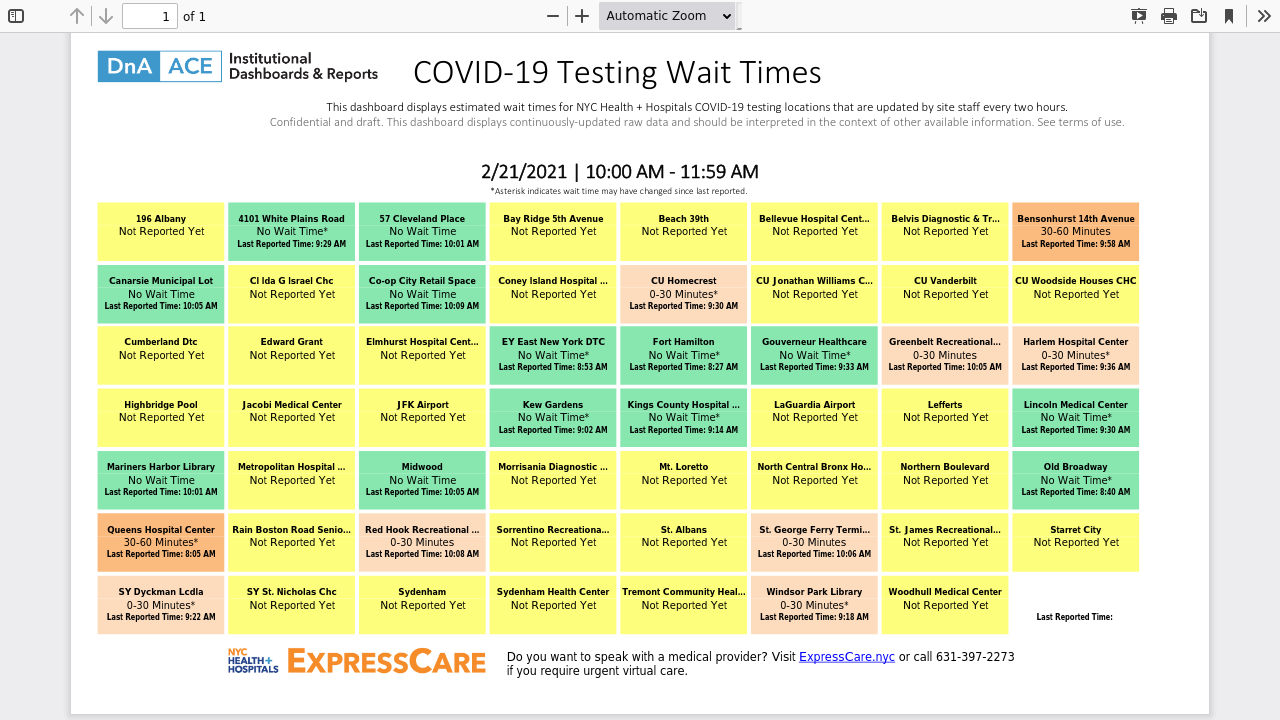 1 of 1 Automatic Zoom
DnA ACE Institutional Dashboards & Reports
COVID-19 Testing Wait Times
This dashboard displays estimated wait times for NYC Health + Hospitals COVID-19 testing locations that are updated by site staff every two hours.
Confidential and draft. This dashboard displays continuously-updated raw data and should be interpreted in the context of other available information. See terms of use.
2/21/2021 | 10:00 AM - 11:59 AM
*Asterisk indicates wait time may have changed since last reported.
196 Albany
Not Reported Yet
4101 White Plains Road
No Wait Time*
Last Reported Time: 9:29 AM
57 Cleveland Place
No Wait Time
Last Reported Time: 10:01 AM
Bay Ridge 5th Avenue
Not Reported Yet
Beach 39th
Not Reported Yet
Bellevue Hospital Cent...
Not Reported Yet
Belvis Diagnostic & Tr...
Not Reported Yet
Bensonhurst 14th Avenue
30-60 Minutes
Last Reported Time: 9:58 AM
Canarsie Municipal Lot
No Wait Time
Last Reported Time: 10:05 AM
Cl Ida G Israel Chc
Not Reported Yet
Co-op City Retail Space
No Wait Time
Last Reported Time: 10:09 AM
Coney Island Hospital ...
Not Reported Yet
CU Homecrest
0-30 Minutes*
Last Reported Time: 9:30 AM
CU Jonathan Williams C...
Not Reported Yet
CU Vanderbilt
Not Reported Yet
CU Woodside Houses CHC
Not Reported Yet
Cumberland Dtc
Not Reported Yet
Edward Grant
Not Reported Yet
Elmhurst Hospital Cent...
Not Reported Yet
EY East New York DTC
No Wait Time*
Last Reported Time: 8:53 AM
Fort Hamilton
No Wait Time*
Last Reported Time: 8:27 AM
Gouverneur Healthcare
No Wait Time*
Last Reported Time: 9:33 AM
Greenbelt Recreational...
0-30 Minutes
Last Reported Time: 10:05 AM
Harlem Hospital Center
0-30 Minutes*
Last Reported Time: 9:36 AM
Highbridge Pool
Not Reported Yet
Jacobi Medical Center
Not Reported Yet
JFK Airport
Not Reported Yet
Kew Gardens
No Wait Time*
Last Reported Time: 9:02 AM
Kings County Hospital ...
No Wait Time*
Last Reported Time: 9:14 AM
LaGuardia Airport
Not Reported Yet
Lefferts
Not Reported Yet
Lincoln Medical Center
No Wait Time*
Last Reported Time: 9:30 AM
Mariners Harbor Library
No Wait Time
Last Reported Time: 10:01 AM
Metropolitan Hospital ...
Not Reported Yet
Midwood
No Wait Time
Last Reported Time: 10:05 AM
Morrisania Diagnostic ...
Not Reported Yet
Mt. Loretto
Not Reported Yet
North Central Bronx Ho...
Not Reported Yet
Northern Boulevard
Not Reported Yet
Old Broadway
No Wait Time*
Last Reported Time: 8:40 AM
Queens Hospital Center
30-60 Minutes*
Last Reported Time: 8:05 AM
Rain Boston Road Senio...
Not Reported Yet
Red Hook Recreational ...
0-30 Minutes
Last Reported Time: 10:08 AM
Sorrentino Recreationa...
Not Reported Yet
St. Albans
Not Reported Yet
St. George Ferry Termi...
0-30 Minutes
Last Reported Time: 10:06 AM
St. James Recreational...
Not Reported Yet
Starret City
Not Reported Yet
SY Dyckman Lcdla
0-30 Minutes*
Last Reported Time: 9:22 AM
SY St. Nicholas Chc
Not Reported Yet
Sydenham
Not Reported Yet
Sydenham Health Center
Not Reported Yet
Tremont Community Heal...
Not Reported Yet
Windsor Park Library
0-30 Minutes*
Last Reported Time: 9:18 AM
Woodhull Medical Center
Not Reported Yet
Last Reported Time:
NYC HEALTH+ HOSPITALS
EXPRESSCARE
Do you want to speak with a medical provider? Visit ExpressCare.nyc or call 631-397-2273
if you require urgent virtual care.